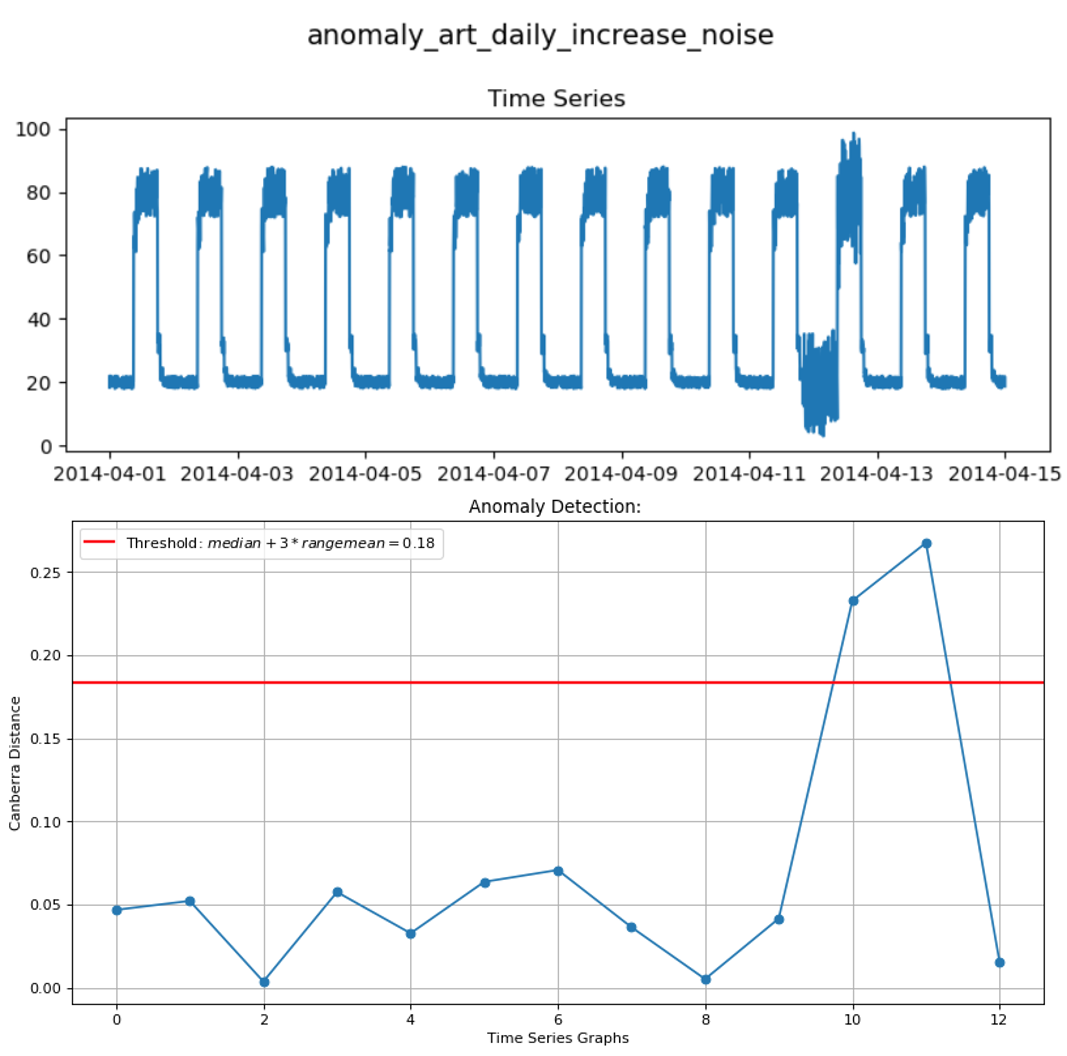 anomaly_art_daily_increase_noise
Time Series
100
80
60
40
20
0
2014-04-01 2014-04-03 2014-04-05 2014-04-07 2014-04-09 2014-04-11 2014-04-13 2014-04-15
Anomaly Detection:
Threshold: median + 3 * rangemean = 0.18
0.25
0.20
0.15
0.10
0.05
0.00
Canberra Distance
0 2 4 6 8 10 12
Time Series Graphs